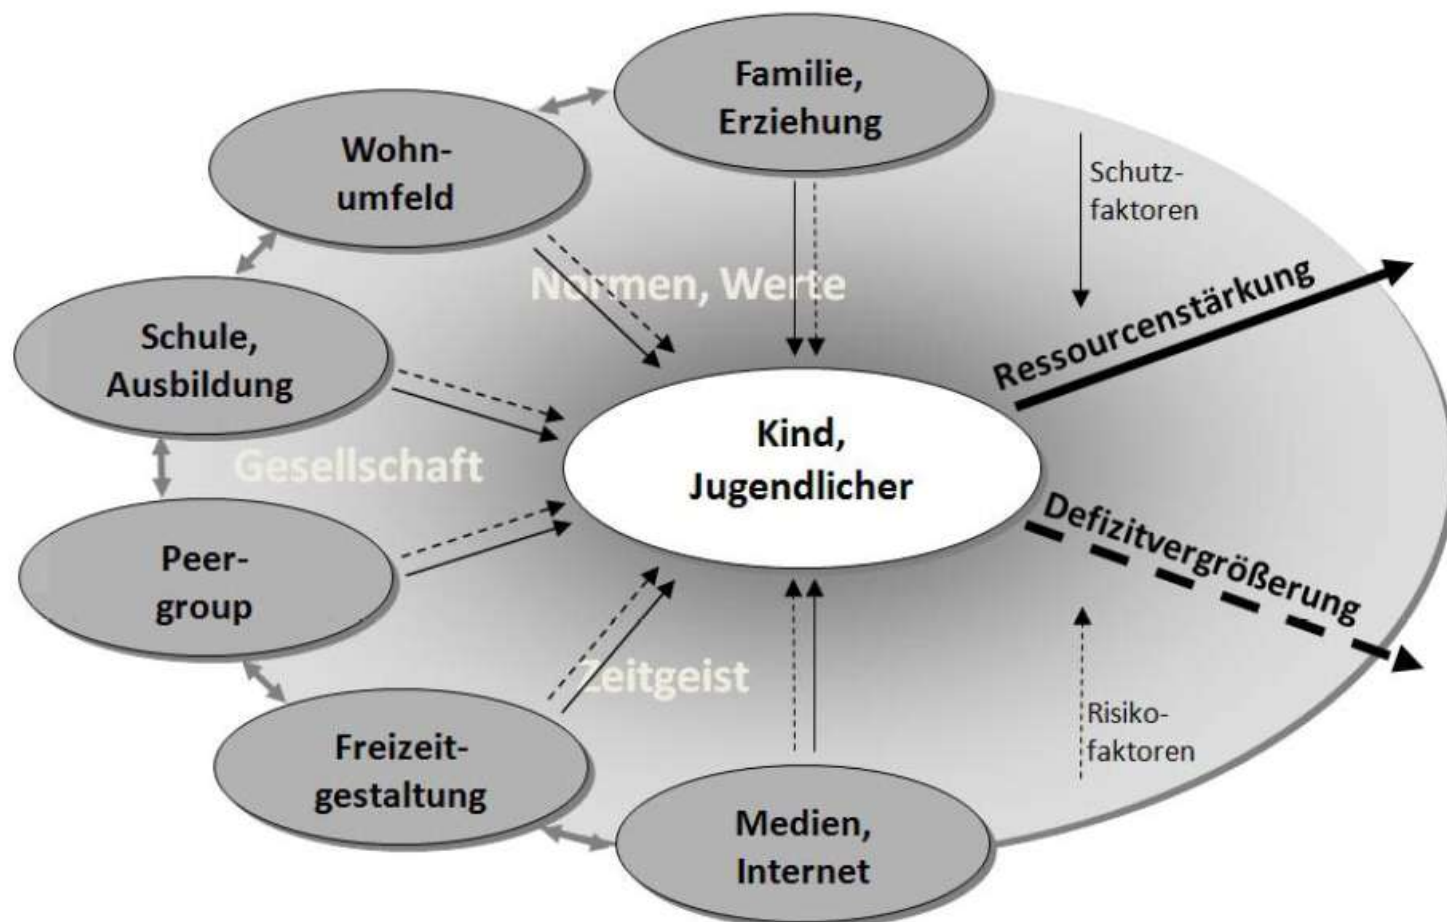 Familie,
Erziehung
Wohn-
umfeld
Schutz-
faktoren
Normen, Werte
Ressourcenstärkung
Schule,
Ausbildung
Kind,
Jugendlicher
Gesellschaft
Defizitvergrößerung
Peer-
group
Zeitgeist
Risiko-
faktoren
Freizeit-
gestaltung
Medien,
Internet